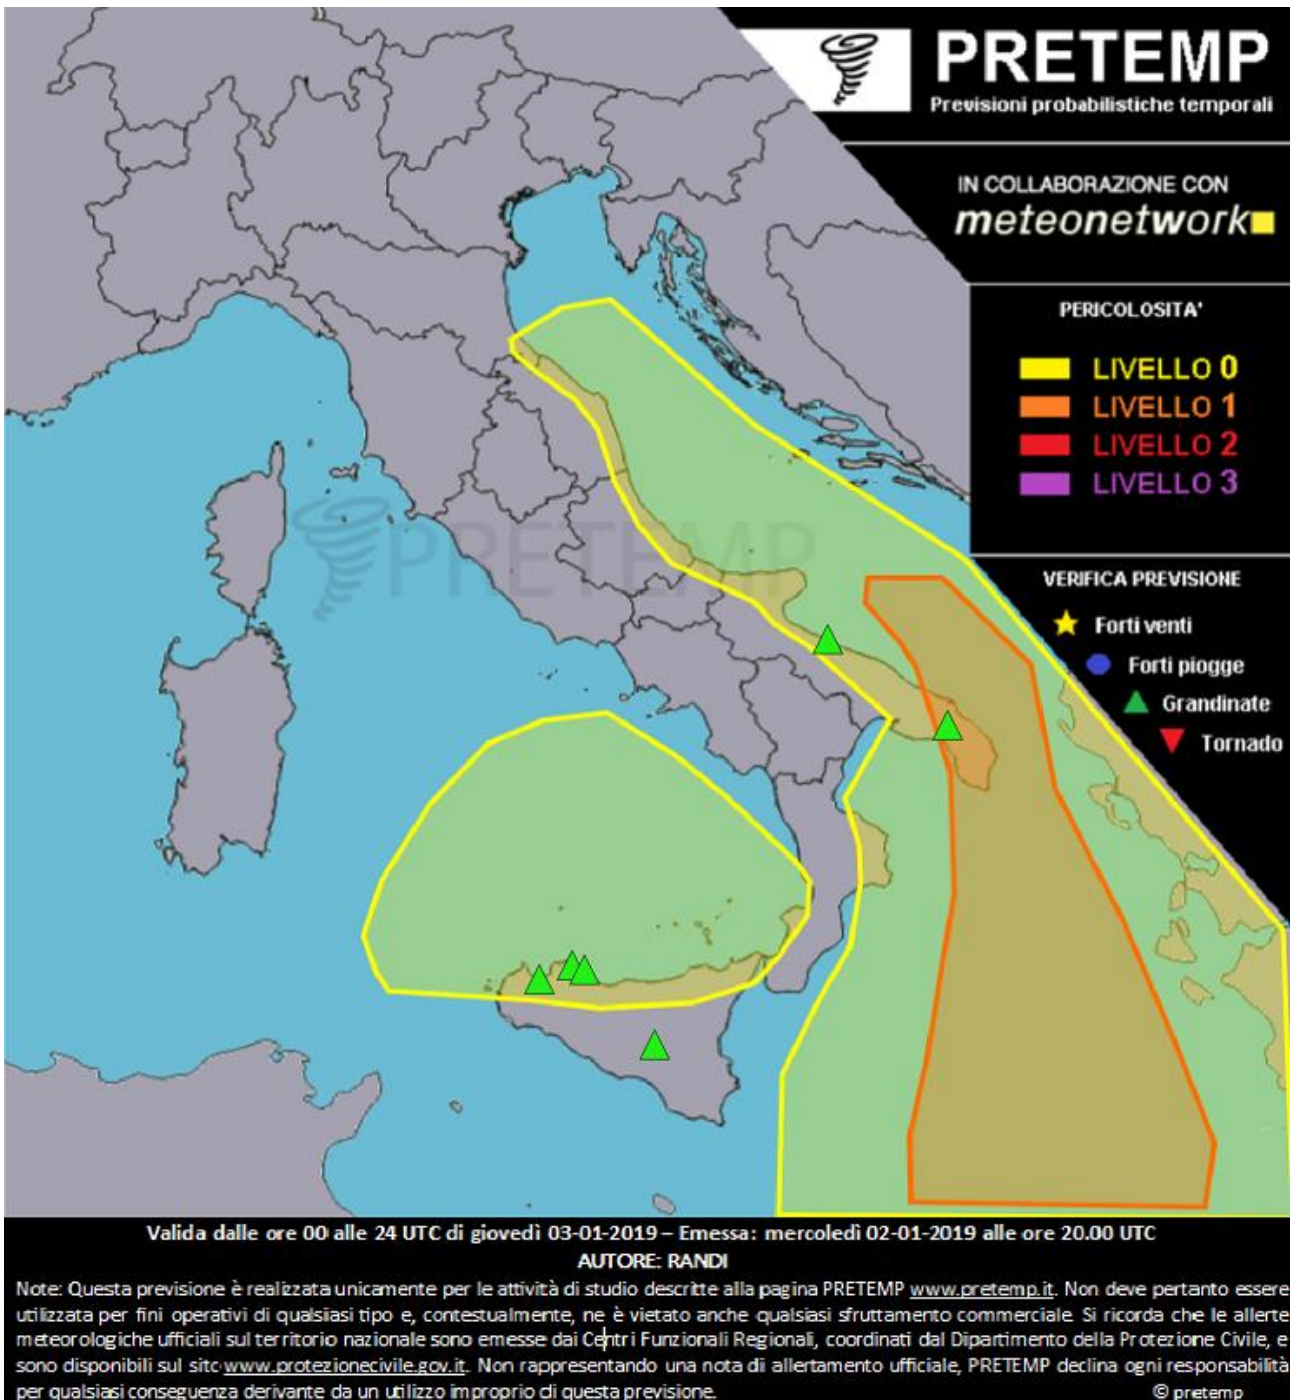 PRETEMP
Previsioni probabilistiche temporali
IN COLLABORAZIONE CON
meteonetwork
PERICOLOSITA'
LIVELLO 0
LIVELLO 1
LIVELLO 2
LIVELLO 3
PRETEMP
VERIFICA PREVISIONE
Forti venti
Forti piogge
Grandinate
Tornado
Valida dalle ore 00 alle 24 UTC di giovedì 03-01-2019 – Emessa: mercoledì 02-01-2019 alle ore 20.00 UTC
AUTORE: RANDI
Note: Questa previsione è realizzata unicamente per le attività di studio descritte alla pagina PRETEMP www.pretemp.it. Non deve pertanto essere
utilizzata per fini operativi di qualsiasi tipo e, contestualmente, ne è vietato anche qualsiasi sfruttamento commerciale. Si ricorda che le allerte
meteorologiche ufficiali sul territorio nazionale sono emesse dai Centri Funzionali Regionali, coordinati dal Dipartimento della Protezione Civile, e
sono disponibili sul sito www.protezionecivile.gov.it. Non rappresentando una nota di allertamento ufficiale, PRETEMP declina ogni responsabilità
per qualsiasi conseguenza derivante da un utilizzo improprio di questa previsione.
© pretemp